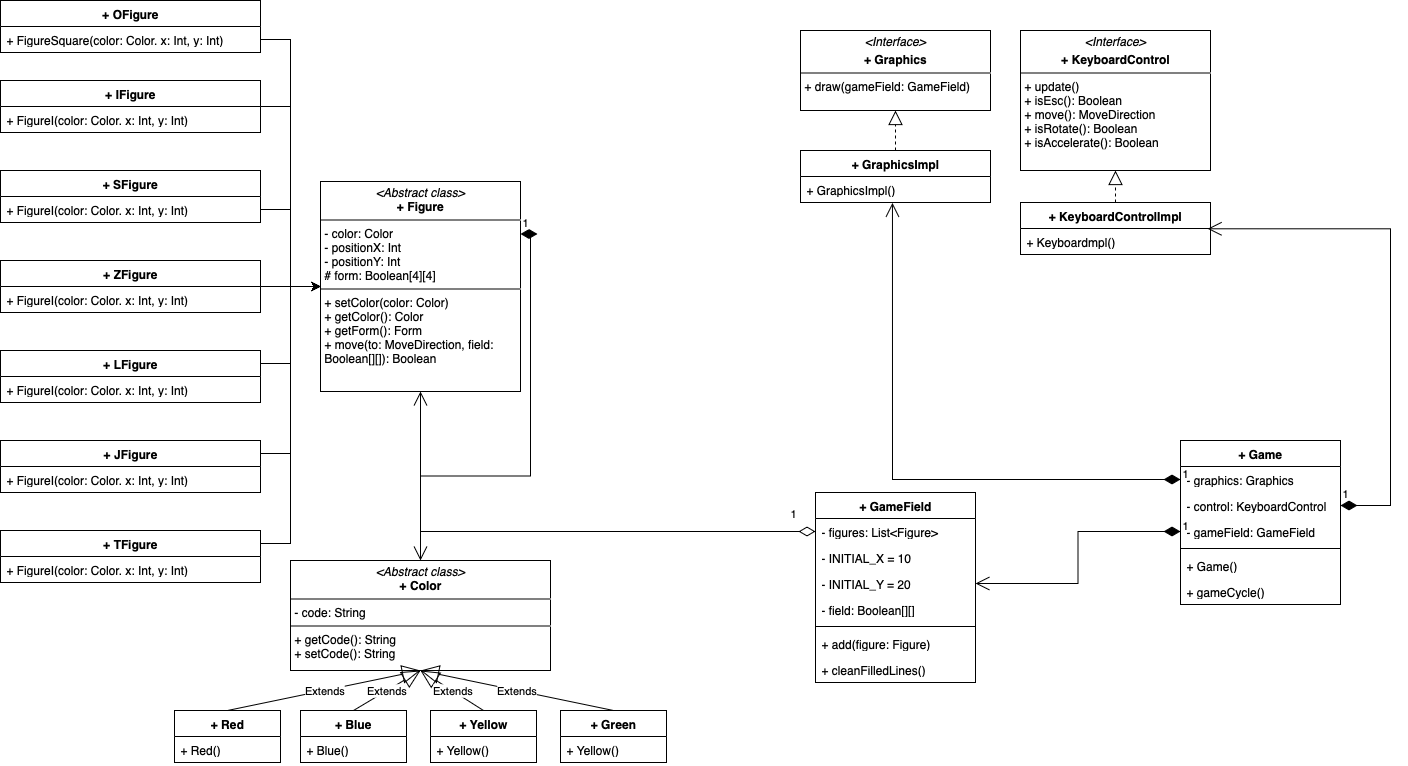 + OFigure
+ FigureSquare(color: Color. x: Int, y: Int)
+ IFigure
+ FigureI(color: Color. x: Int, y: Int)
+ SFigure
+ FigureI(color: Color. x: Int, y: Int)
+ ZFigure
+ FigureI(color: Color. x: Int, y: Int)
+ LFigure
+ FigureI(color: Color. x: Int, y: Int)
+ JFigure
+ FigureI(color: Color. x: Int, y: Int)
+ TFigure
+ FigureI(color: Color. x: Int, y: Int)
<Abstract class>
+ Figure
- color: Color
- positionX: Int
- positionY: Int
# form: Boolean[4][4]
+ setColor(color: Color)
+ getColor(): Color
+ getForm(): Form
+ move(to: MoveDirection, field:
Boolean[][]): Boolean
1
<Abstract class>
+ Color
- code: String
+ getCode(): String
+ setCode(): String
Extends
Extends
Extends
Extends
+ Red
+ Red()
+ Blue
+ Blue()
+ Yellow
+ Yellow()
+ Green
+ Yellow()
<Interface>
+ Graphics
+ draw(gameField: GameField)
+ GraphicsImpl
+ GraphicsImpl()
<Interface>
+ KeyboardControl
+ update()
+ isEsc(): Boolean
+ move(): MoveDirection
+ isRotate(): Boolean
+ isAccelerate(): Boolean
+ KeyboardControlImpl
+ Keyboardmpl()
1
+ GameField
- figures: List<Figure>
- INITIAL_X = 10
- INITIAL_Y = 20
- field: Boolean[][]
+ add(figure: Figure)
+ cleanFilledLines()
+ Game
1
- graphics: Graphics
- control: KeyboardControl
1
1
- gameField: GameField
+ Game()
+ gameCycle()